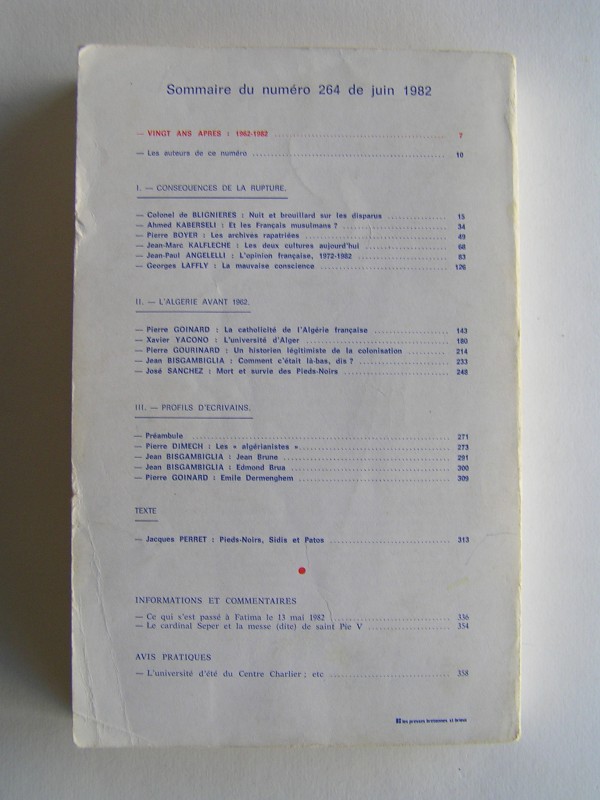 Sommaire du numéro 264 de juin 1982
— VINGT ANS APRES : 1962-1982 ........ 7
— Les auteurs de ce numéro ........ 10
I. — CONSEQUENCES DE LA RUPTURE.
— Colonel de BLIGNIERES : Nuit et brouillard sur les disparus ........ 15
— Ahmed KABERSELI : Et les Français musulmans ? ........ 34
— Pierre BOYER : Les archives rapatriées ........ 49
— Jean-Marc KALFLECHE : Les deux cultures aujourd'hui ........ 68
— Jean-Paul ANGELELLI : L'opinion française, 1972-1982 ........ 83
— Georges LAFFLY : La mauvaise conscience ........ 126
II. — L'ALGERIE AVANT 1962.
— Pierre GOINARD : La catholicité de l'Algérie française ........ 143
— Xavier YACONO : L'université d'Alger ........ 180
— Pierre GOURINARD : Un historien légitimiste de la colonisation ........ 214
— Jean BISGAMBIGLIA : Comment c'était là-bas, dis ? ........ 233
— José SANCHEZ : Mort et survie des Pieds-Noirs ........ 248
III. — PROFILS D'ECRIVAINS.
— Préambule ........ 271
— Pierre DIMECH : Les « algérianistes » ........ 273
— Jean BISGAMBIGLIA : Jean Brune ........ 291
— Jean BISGAMBIGLIA : Edmond Brua ........ 300
— Pierre GOINARD : Emile Dermenghem ........ 309
TEXTE
— Jacques PERRET : Pieds-Noirs, Sidis et Patos ........ 313
INFORMATIONS ET COMMENTAIRES
— Ce qui s'est passé à Fatima le 13 mai 1982 ........ 336
— Le cardinal Seper et la messe (dite) de saint Pie V ........ 354
AVIS PRATIQUES
— L'université d'été du Centre Charlier ; etc ........ 358
les presses bretonnes st brieuc